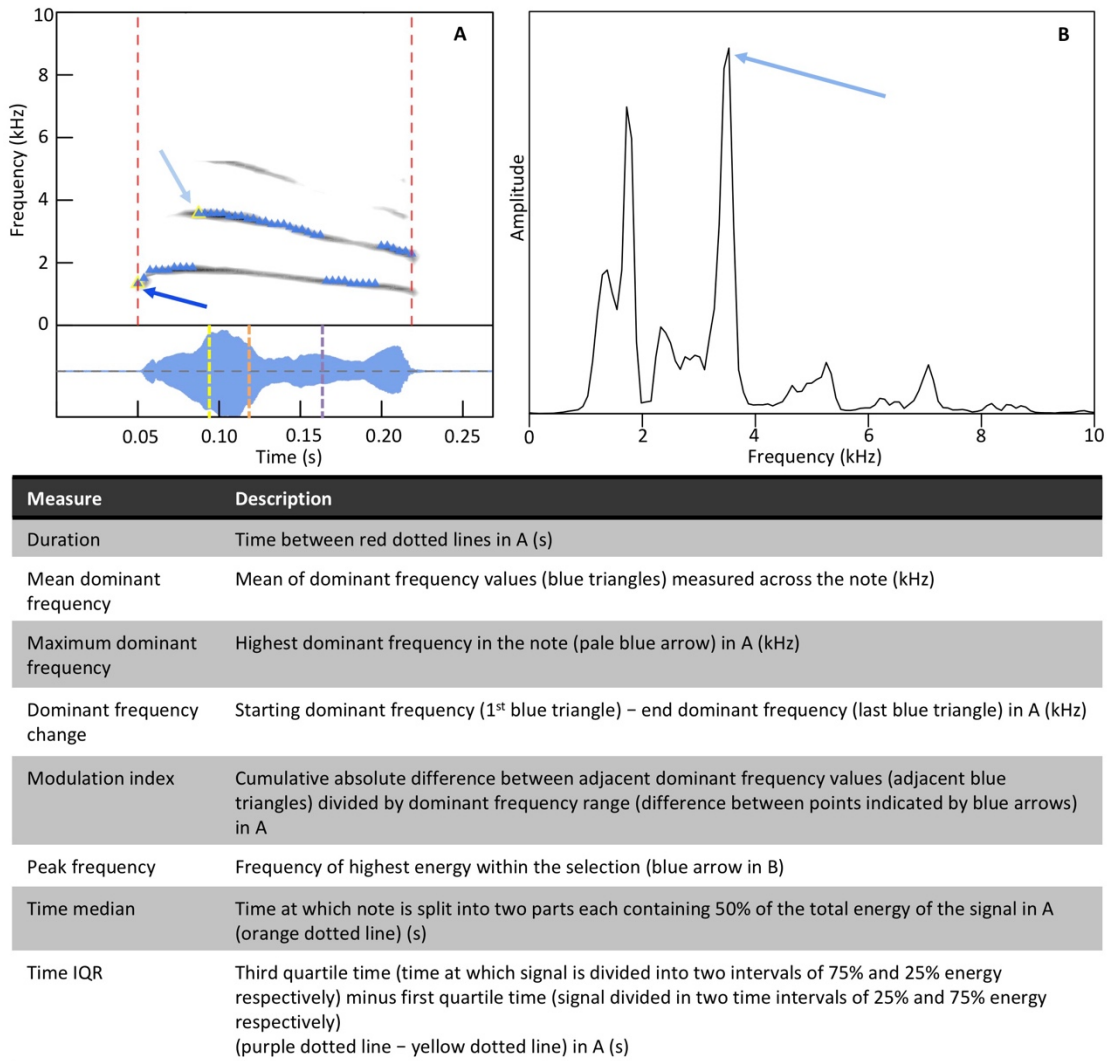 10
A
8
6
4
2
0
Frequency (kHz)
0.05 0.10 0.15 0.20 0.25
Time (s)
B
Amplitude
0 2 4 6 8 10
Frequency (kHz)
Measure Description
Duration Time between red dotted lines in A (s)
Mean dominant Mean of dominant frequency values (blue triangles) measured across the note (kHz)
frequency
Maximum dominant Highest dominant frequency in the note (pale blue arrow) in A (kHz)
frequency
Dominant frequency Starting dominant frequency (1st blue triangle) − end dominant frequency (last blue triangle) in A (kHz)
change
Modulation index Cumulative absolute difference between adjacent dominant frequency values (adjacent blue
triangles) divided by dominant frequency range (difference between points indicated by blue arrows)
in A
Peak frequency Frequency of highest energy within the selection (blue arrow in B)
Time median Time at which note is split into two parts each containing 50% of the total energy of the signal in A
(orange dotted line) (s)
Time IQR Third quartile time (time at which signal is divided into two intervals of 75% and 25% energy
respectively) minus first quartile time (signal divided in two time intervals of 25% and 75% energy
respectively)
(purple dotted line − yellow dotted line) in A (s)